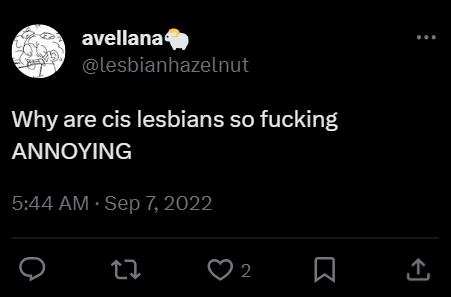 avellana
@lesbianhazelnut
Why are cis lesbians so fucking
ANNOYING
5:44 AM · Sep 7, 2022
2